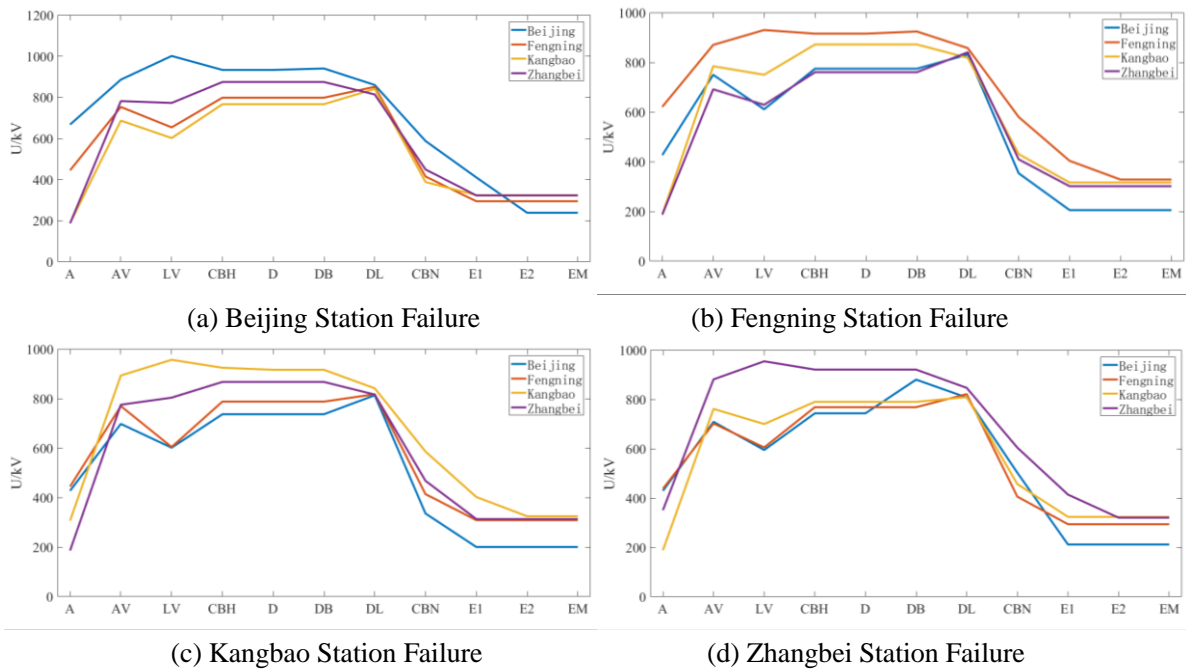 1200
1000
800
600
400
200
0
U/kV
A AV LV CBH D DB DL CBN E1 E2 EM
Beijing
Fengning
Kangbao
Zhangbei
(a) Beijing Station Failure
1000
800
600
400
200
0
U/kV
A AV LV CBH D DB DL CBN E1 E2 EM
Beijing
Fengning
Kangbao
Zhangbei
(b) Fengning Station Failure
1000
800
600
400
200
0
U/kV
A AV LV CBH D DB DL CBN E1 E2 EM
Beijing
Fengning
Kangbao
Zhangbei
(c) Kangbao Station Failure
1000
800
600
400
200
0
U/kV
A AV LV CBH D DB DL CBN E1 E2 EM
Beijing
Fengning
Kangbao
Zhangbei
(d) Zhangbei Station Failure